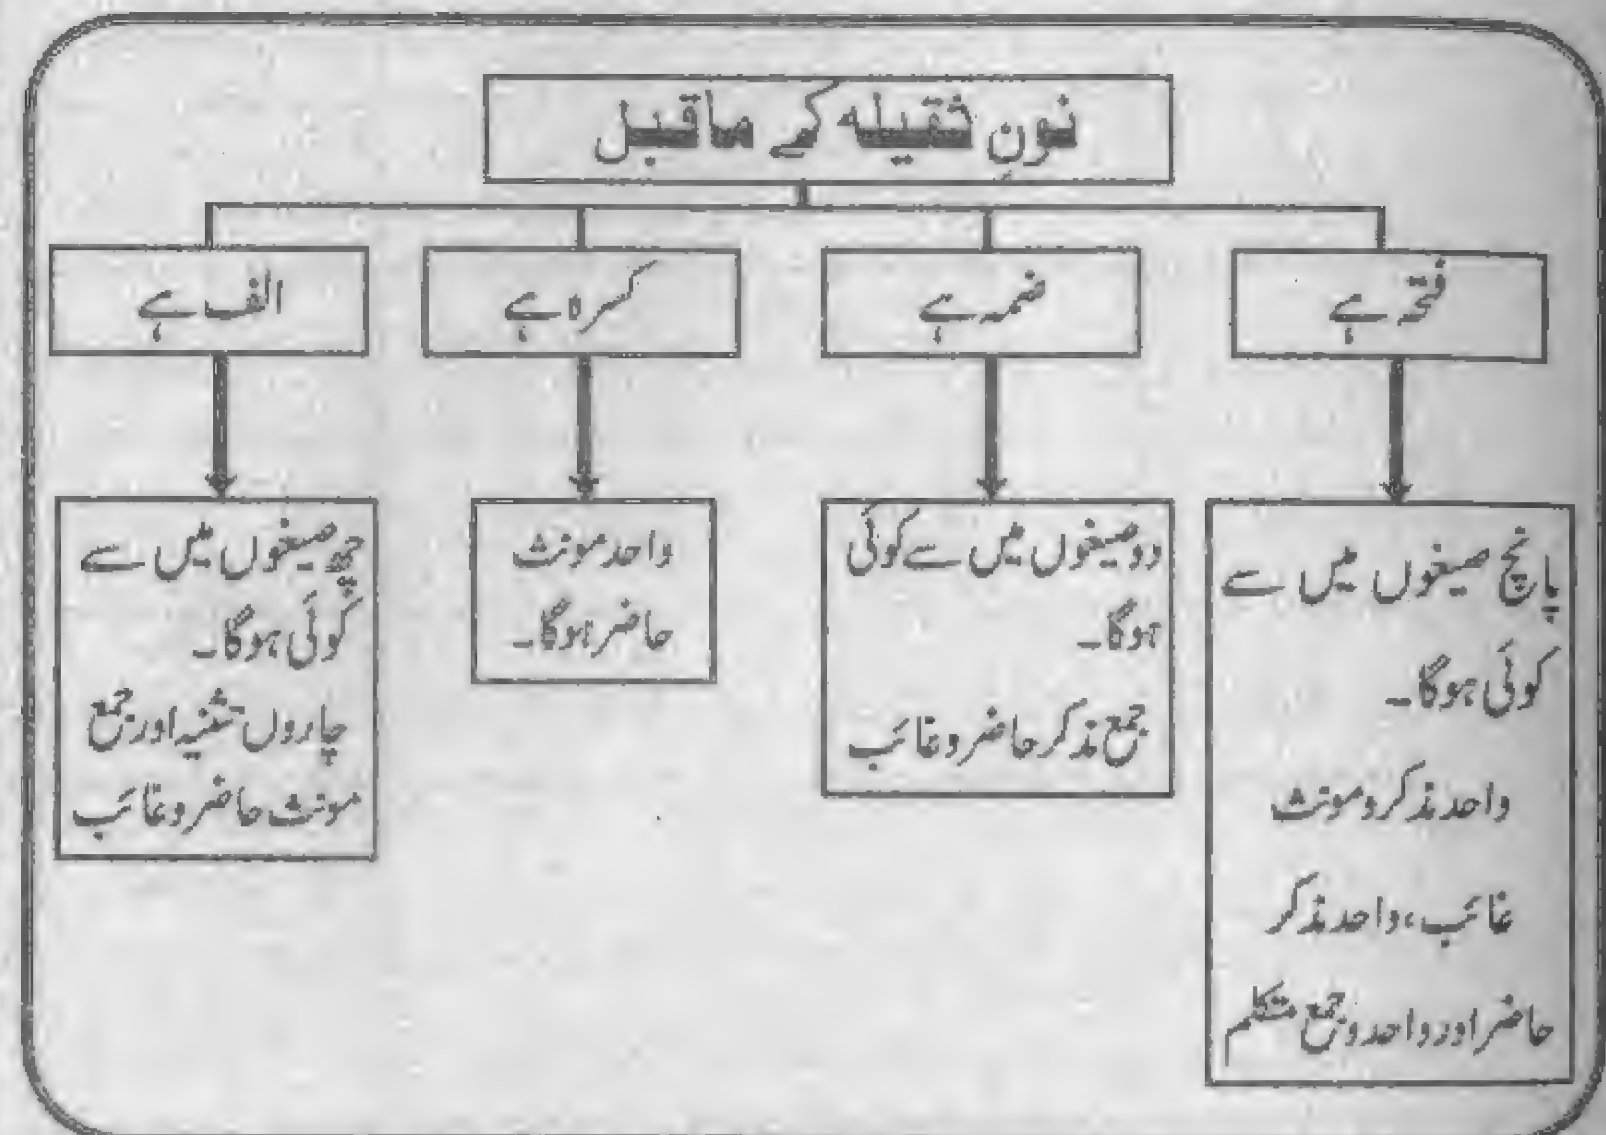 نونِ ثقیلہ کے ماقبل
فتحہ ہے
ضمہ ہے
کسرہ ہے
الف ہے
پانچ صیغوں میں سے
کوئی ہوگا۔
واحد مذکر و مونث
غائب، واحد مذکر
حاضر اور واحد و جمع متکلم
دو صیغوں میں سے کوئی
ہوگا۔
جمع مذکر حاضر و غائب
واحد مونث
حاضر ہوگا۔
چھ صیغوں میں سے
کوئی ہوگا۔
چاروں تثنیہ اور جمع
مونث حاضر و غائب